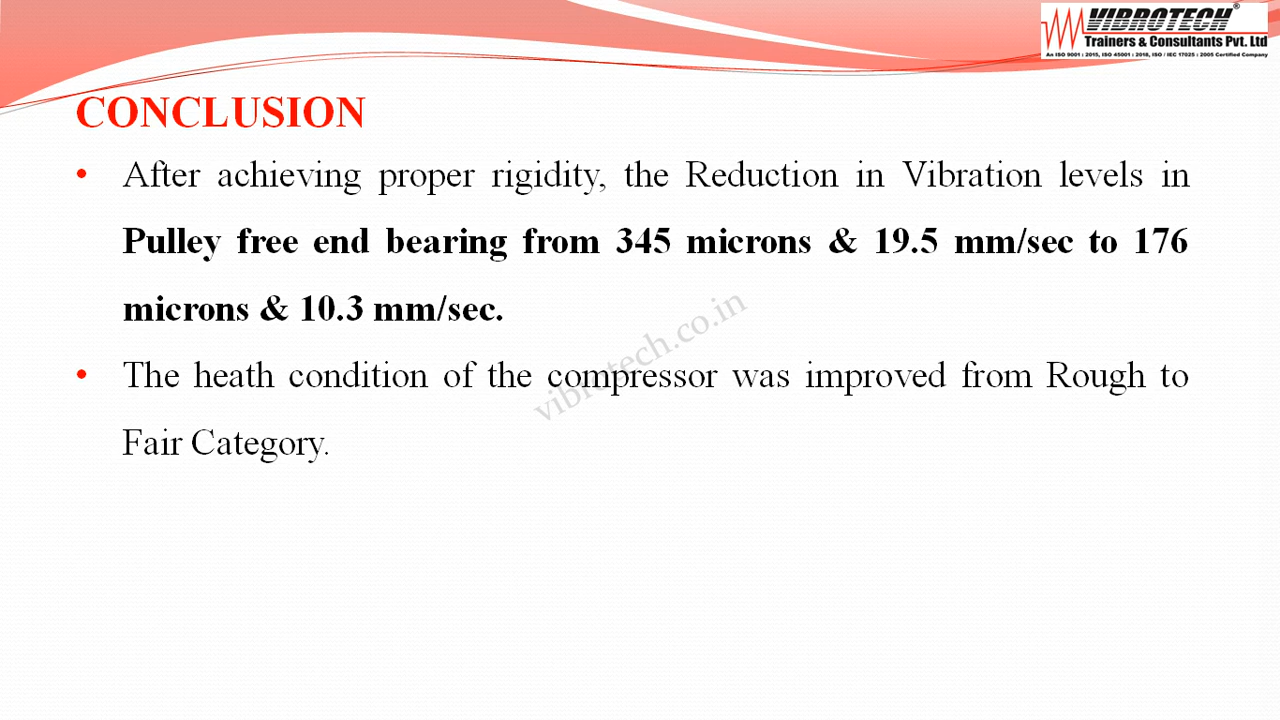 VIBROTECH®
Trainers & Consultants Pvt. Ltd
An ISO 9001 : 2015, ISO 45001 : 2018, ISO / IEC 17025 : 2005 Certified Company
CONCLUSION
• After achieving proper rigidity, the Reduction in Vibration levels in
Pulley free end bearing from 345 microns & 19.5 mm/sec to 176
microns & 10.3 mm/sec.
• The heath condition of the compressor was improved from Rough to
Fair Category.
vibrotech.co.in